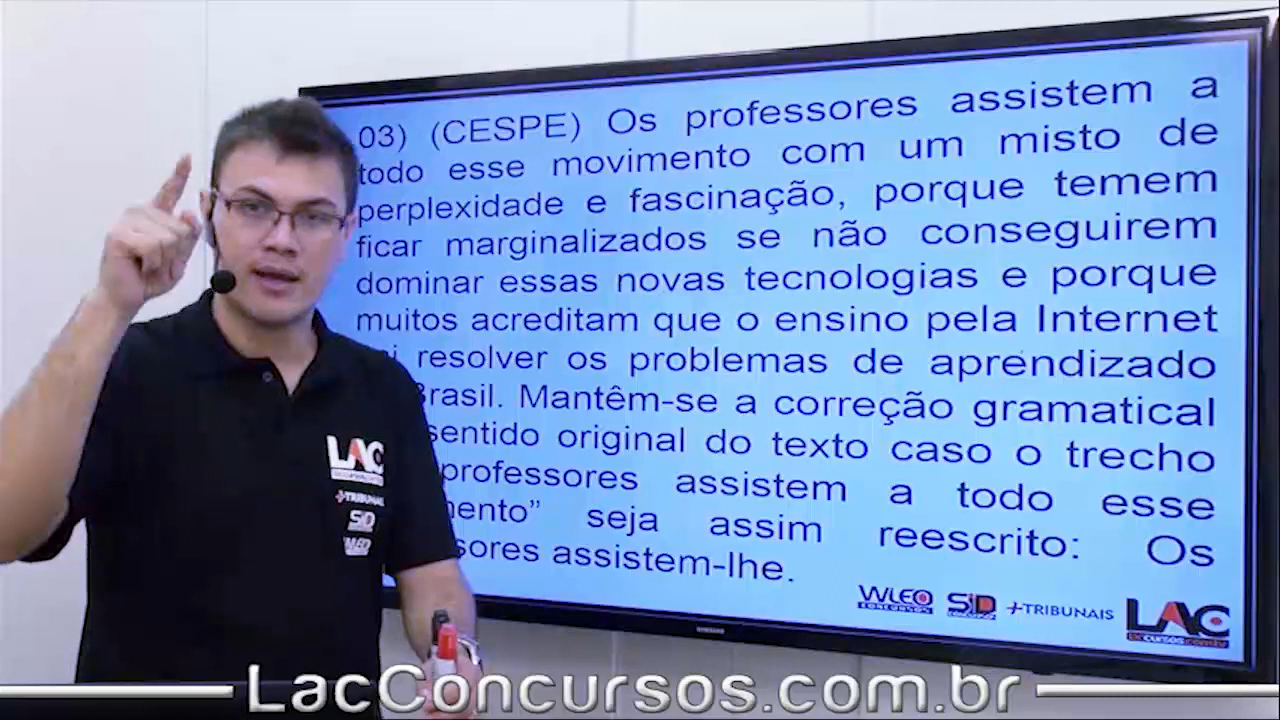 03) (CESPE) Os professores assistem a
todo esse movimento com um misto de
perplexidade e fascinação, porque temem
ficar marginalizados se não conseguirem
dominar essas novas tecnologias e porque
muitos acreditam que o ensino pela Internet
resolver os problemas de aprendizado
Brasil. Mantêm-se a correção gramatical
sentido original do texto caso o trecho
professores assistem a todo esse
seja assim reescrito: Os
assistem-lhe.
WLEO CONCURSOS SID +TRIBUNAIS LAC
LAC
+TRIBUNAIS
SID
LacConcursos.com.br